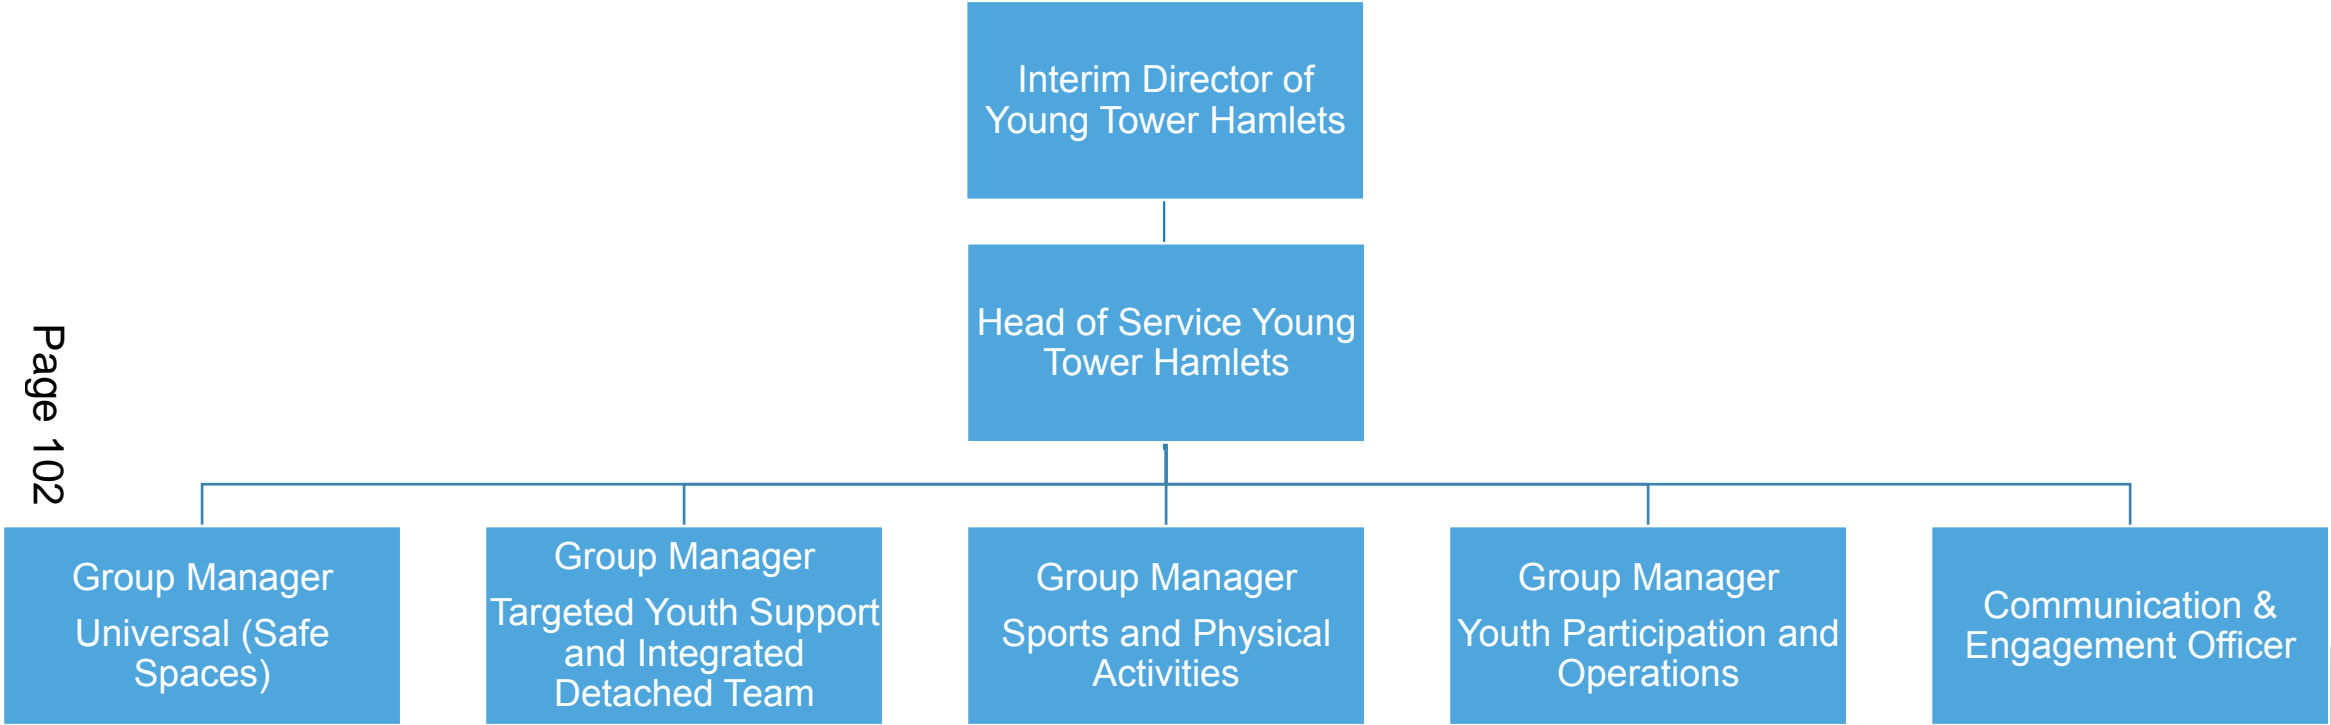 Interim Director of
Young Tower Hamlets
Head of Service Young
Tower Hamlets
Page 102
Group Manager
Universal (Safe
Spaces)
Group Manager
Targeted Youth Support
and Integrated
Detached Team
Group Manager
Sports and Physical
Activities
Group Manager
Youth Participation and
Operations
Communication &
Engagement Officer